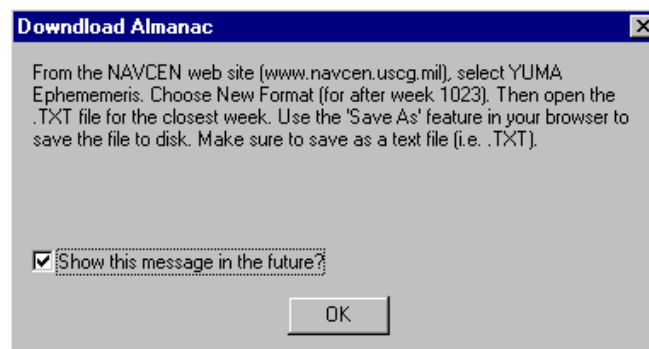 Downdload Almanac
From the NAVCEN web site (www.navcen.uscg.mil), select YUMA
Ephememeris. Choose New Format (for after week 1023). Then open the
.TXT file for the closest week. Use the 'Save As' feature in your browser to
save the file to disk. Make sure to save as a text file (i.e. .TXT).
Show this message in the future?
OK